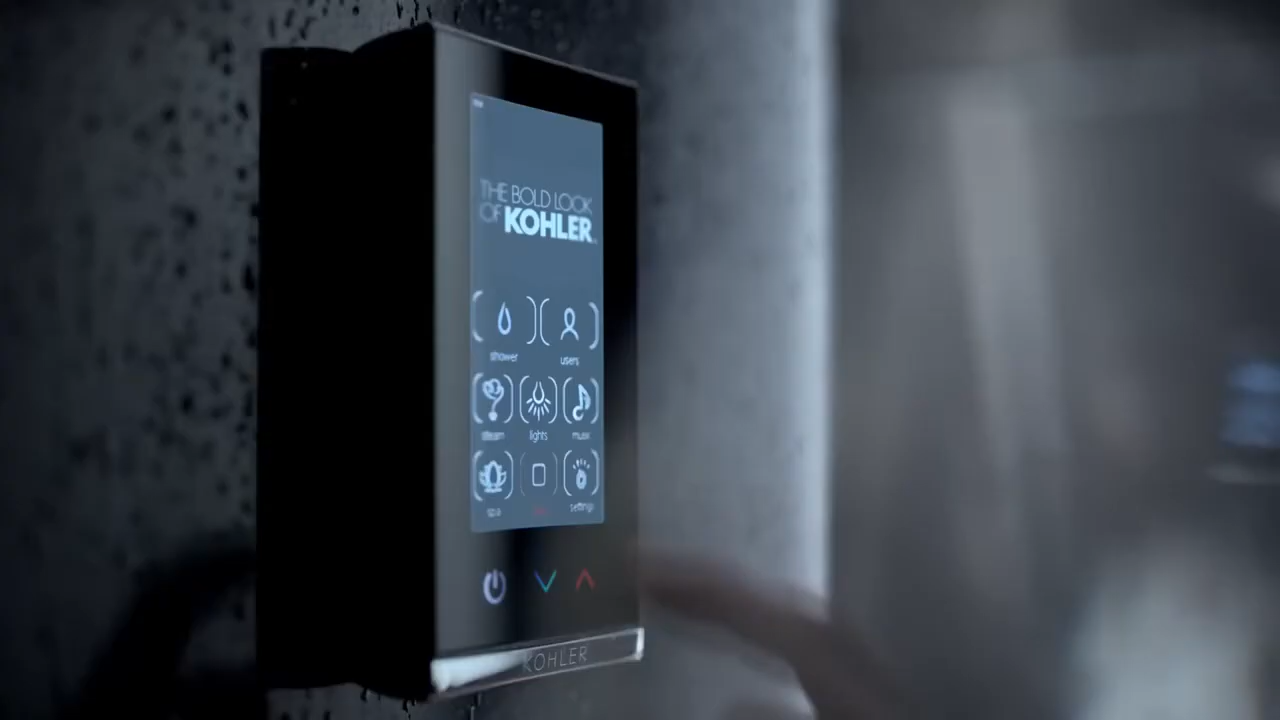 THE BOLD LOOK
OF KOHLER
shower users
steam lights music
spa settings
KOHLER